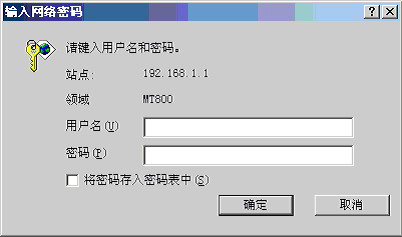 输入网络密码
请键入用户名和密码。
站点: 192.168.1.1
领域 MT800
用户名(U)
密码(P)
将密码存入密码表中(S)
确定 取消